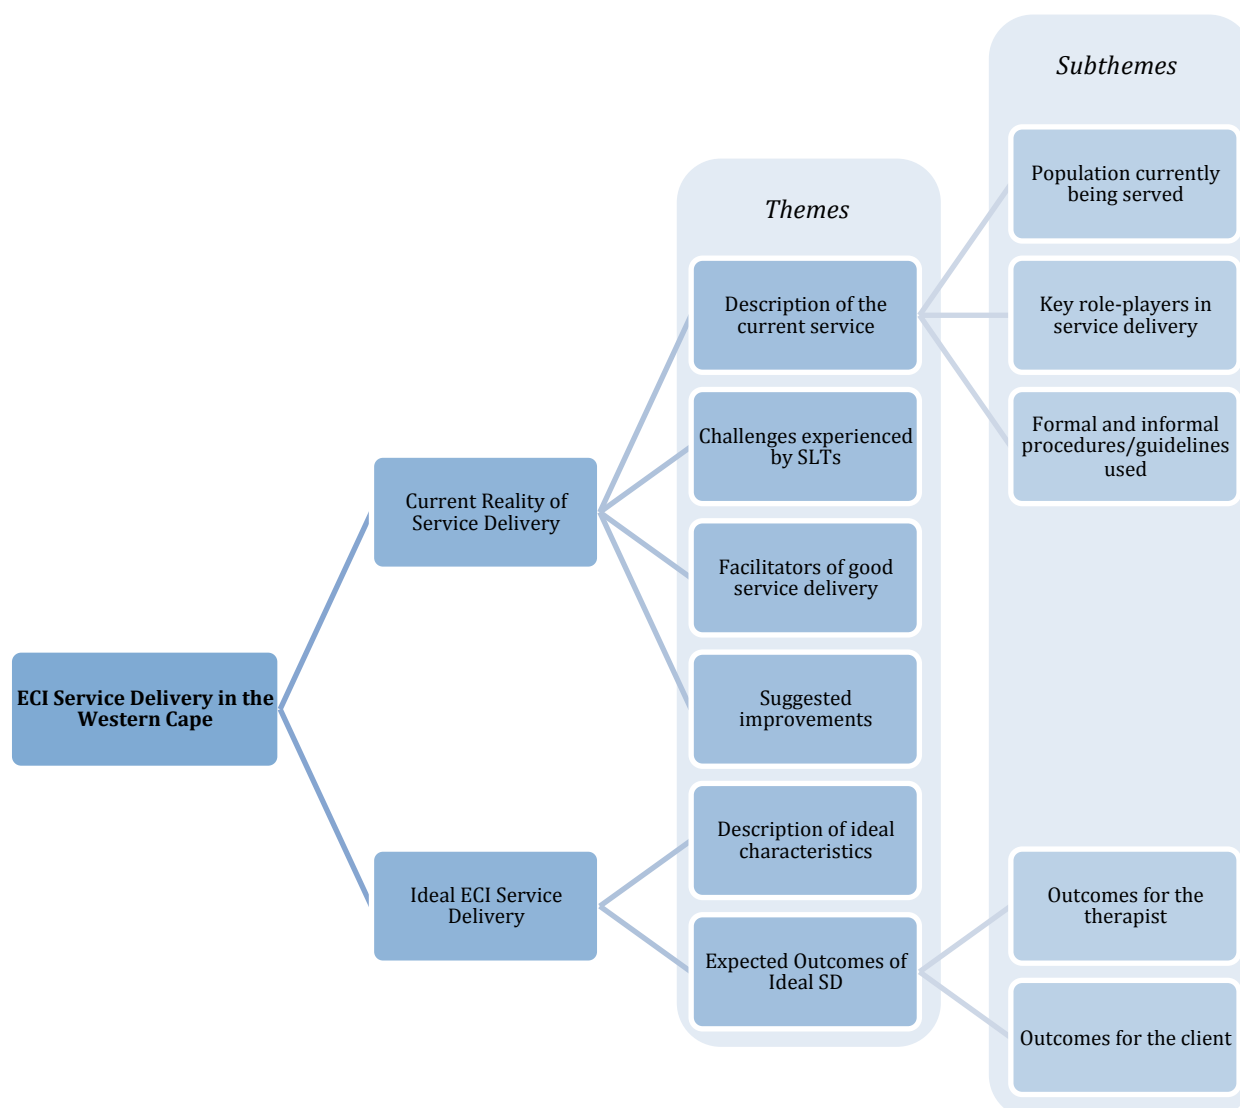 Subthemes
Population currently
being served
Themes
Description of the
current service
Key role-players in
service delivery
Challenges experienced
by SLTs
Formal and informal
procedures/guidelines
used
Current Reality of
Service Delivery
Facilitators of good
service delivery
ECI Service Delivery in the
Western Cape
Suggested
improvements
Description of ideal
characteristics
Ideal ECI Service
Delivery
Outcomes for the
therapist
Expected Outcomes of
Ideal SD
Outcomes for the client